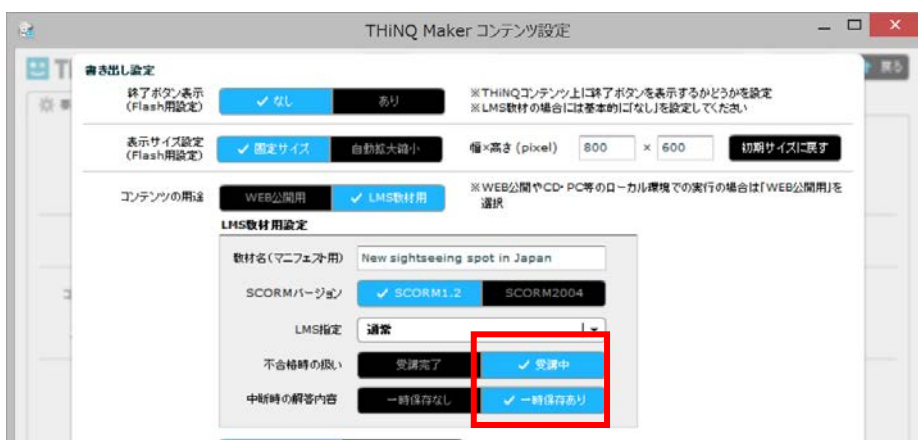 THiNQ Maker コンテンツ設定
書き出し設定
戻る
終了ボタン表示
(Flash用設定)
✓ なし
あり
※THiNQコンテンツ上に終了ボタンを表示するかどうかを設定
※LMS教材の場合には基本的に「なし」を設定してください
表示サイズ設定
(Flash用設定)
✓ 固定サイズ
自動拡大縮小
幅×高さ (pixel)
800
×
600
初期サイズに戻す
コンテンツの用途
WEB公開用
✓ LMS教材用
※WEB公開やCD・PC等のローカル環境での実行の場合は「WEB公開用」を
選択
LMS教材用設定
教材名(マニフェスト用)
New sightseeing spot in Japan
SCORMバージョン
✓ SCORM1.2
SCORM2004
LMS指定
通常
不合格時の扱い
受講完了
✓ 受講中
中断時の解答内容
一時保存なし
✓ 一時保存あり